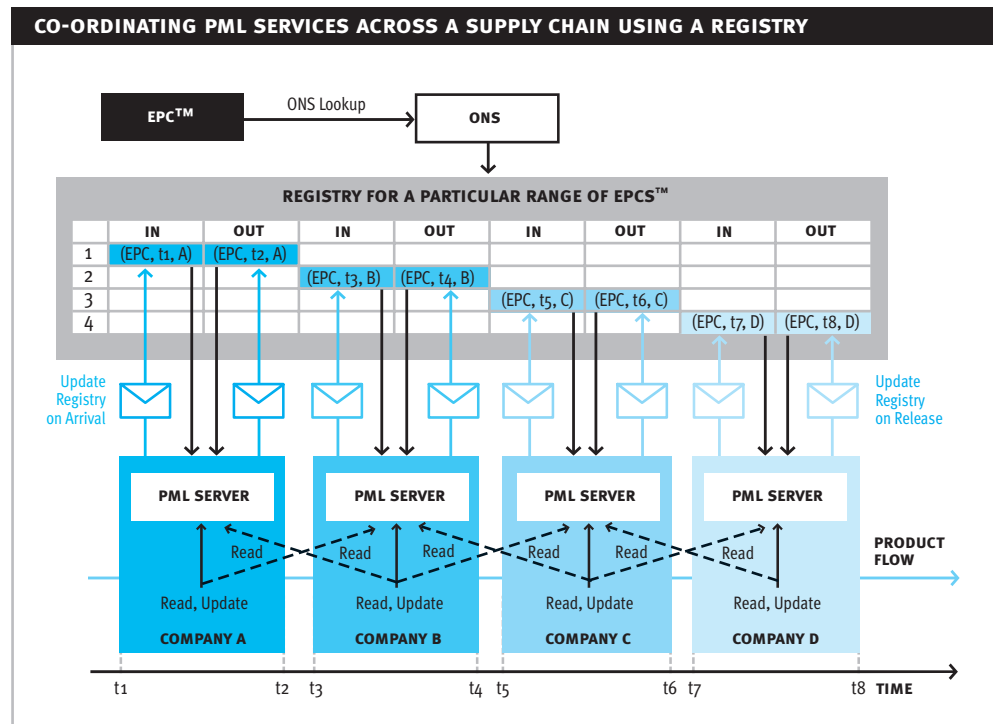 CO-ORDINATING PML SERVICES ACROSS A SUPPLY CHAIN USING A REGISTRY
EPC™
ONS Lookup
ONS
REGISTRY FOR A PARTICULAR RANGE OF EPCS™
IN OUT IN OUT IN OUT IN OUT
1 (EPC, t1, A) (EPC, t2, A)
2 (EPC, t3, B) (EPC, t4, B)
3 (EPC, t5, C) (EPC, t6, C)
4 (EPC, t7, D) (EPC, t8, D)
Update
Registry
on Arrival
Update
Registry
on Release
PML SERVER PML SERVER PML SERVER PML SERVER
Read Read Read Read Read Read
PRODUCT
FLOW
Read, Update Read, Update Read, Update Read, Update
COMPANY A COMPANY B COMPANY C COMPANY D
t1 t2 t3 t4 t5 t6 t7 t8 TIME